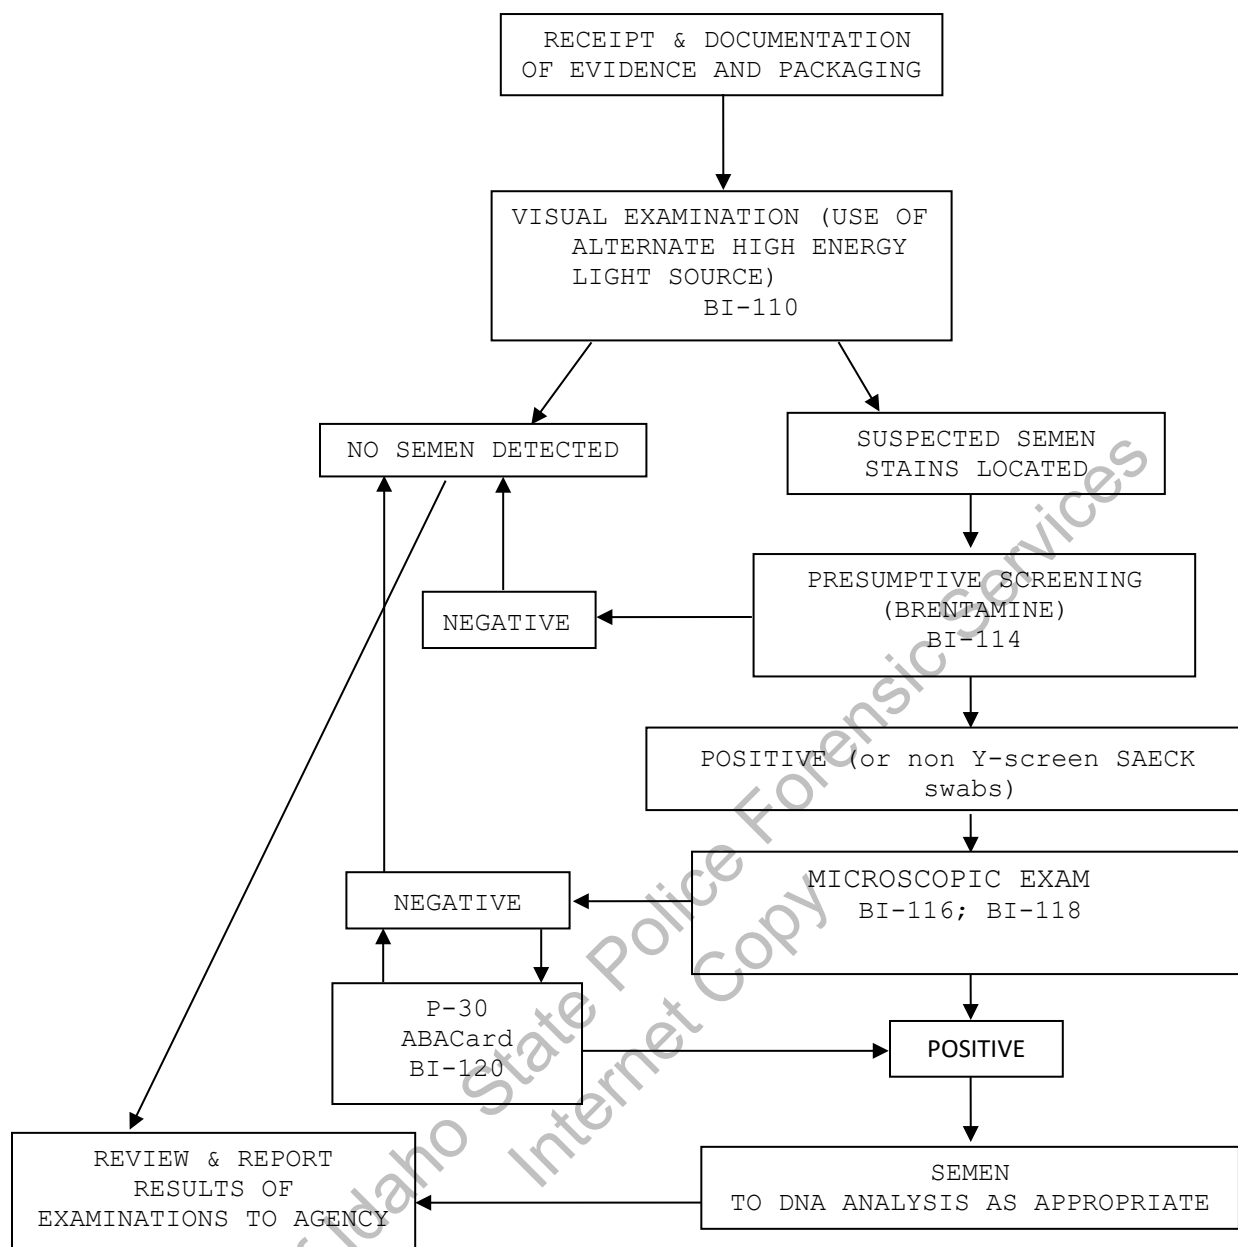 RECEIPT & DOCUMENTATION
OF EVIDENCE AND PACKAGING
VISUAL EXAMINATION (USE OF
ALTERNATE HIGH ENERGY
LIGHT SOURCE)
BI-110
NO SEMEN DETECTED
SUSPECTED SEMEN
STAINS LOCATED
PRESUMPTIVE SCREENING
(BRENTAMINE)
BI-114
NEGATIVE
POSITIVE (or non Y-screen SAECK
swabs)
MICROSCOPIC EXAM
BI-116; BI-118
NEGATIVE
P-30
ABACard
BI-120
POSITIVE
REVIEW & REPORT
RESULTS OF
EXAMINATIONS TO AGENCY
SEMEN
TO DNA ANALYSIS AS APPROPRIATE
Idaho State Police Forensic Services
Internet Copy